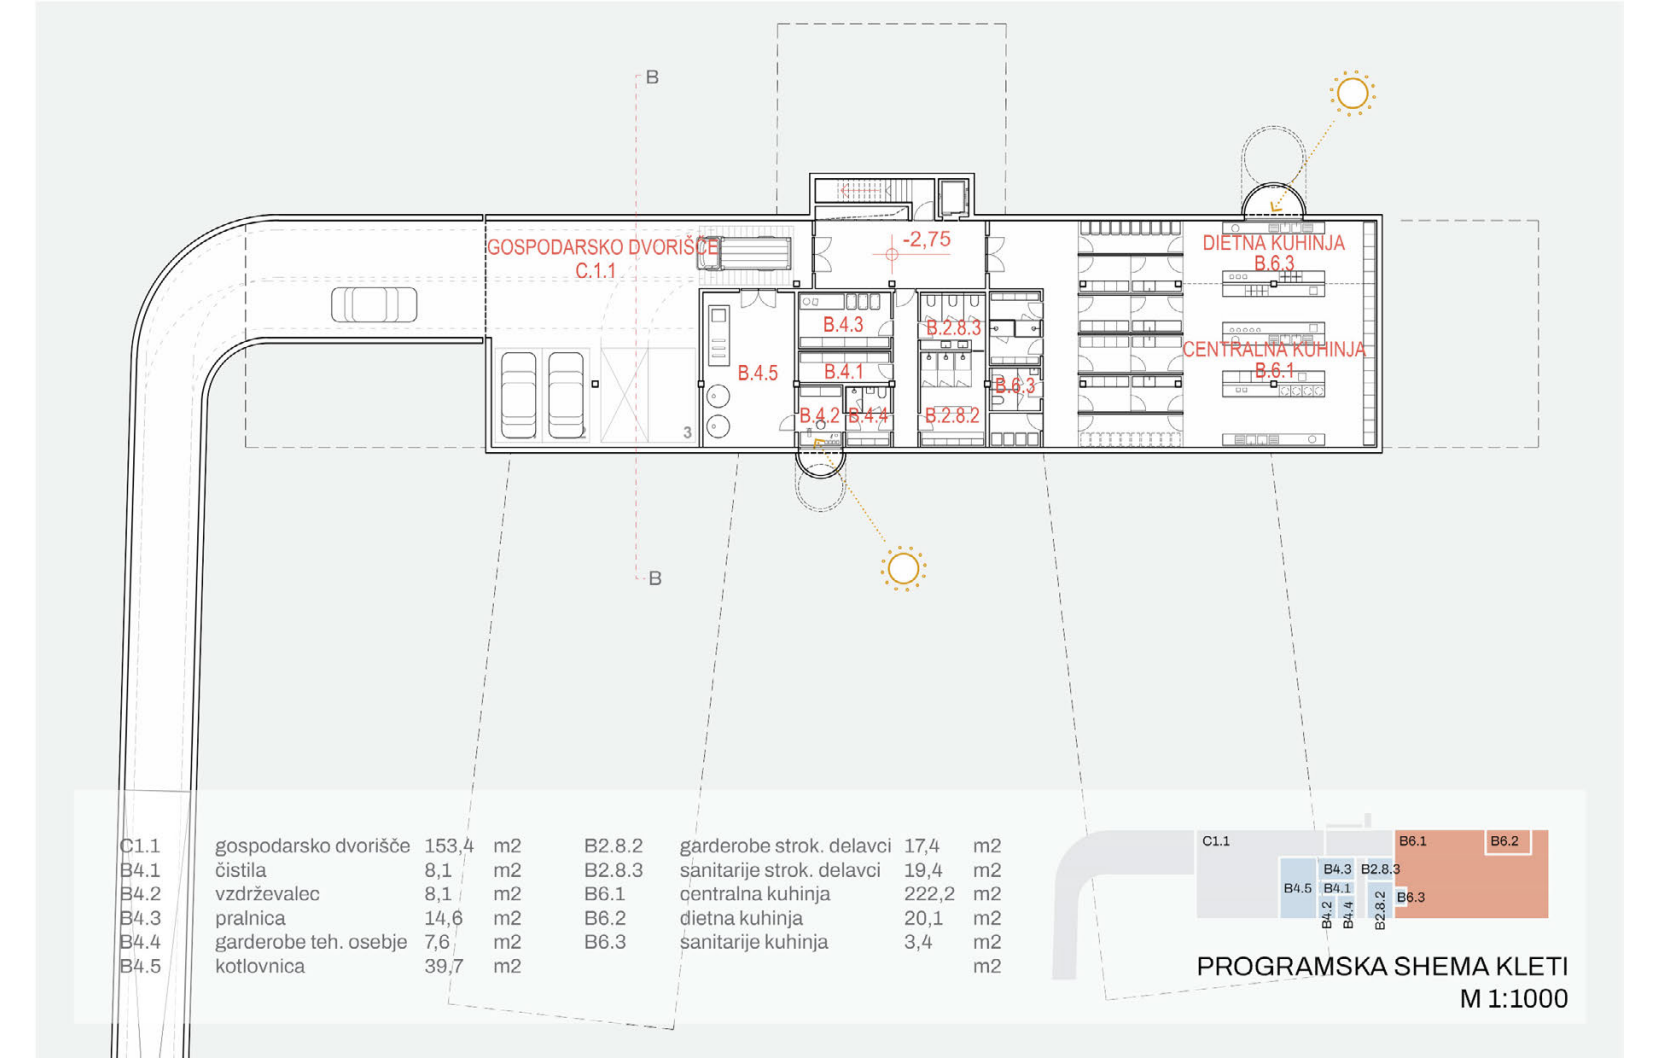 B
GOSPODARSKO DVORIŠČE
C.1.1
-2,75
DIETNA KUHINJA
B.6.3
B.4.3
B.2.8.3
CENTRALNA KUHINJA
B.6.1
B.4.5
B.4.1
B.6.3
B.4.2
B.4.4
B.2.8.2
3
B
C1.1 gospodarsko dvorišče 153,4 m2
B4.1 čistila 8,1 m2
B4.2 vzdrževalec 8,1 m2
B4.3 pralnica 14,6 m2
B4.4 garderobe teh. osebje 7,6 m2
B4.5 kotlovnica 39,7 m2
B2.8.2 garderobe strok. delavci 17,4 m2
B2.8.3 sanitarije strok. delavci 19,4 m2
B6.1 centralna kuhinja 222,2 m2
B6.2 dietna kuhinja 20,1 m2
B6.3 sanitarije kuhinja 3,4 m2
m2
C1.1
B6.1
B6.2
B4.3
B2.8.3
B4.5
B4.1
B6.3
B4.2
B4.4
B2.8.2
PROGRAMSKA SHEMA KLETI
M 1:1000